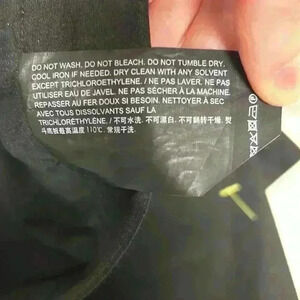 DO NOT WASH. DO NOT BLEACH. DO NOT TUMBLE DRY.
COOL IRON IF NEEDED. DRY CLEAN WITH ANY SOLVENT
EXCEPT TRICHLOROETHYLENE. / NE PAS LAVER. NE PAS
UTILISER EAU DE JAVEL. NE PAS SÉCHER À LA MACHINE.
REPASSER AU FER DOUX SI BESOIN. NETTOYER À SEC
AVEC TOUS DISSOLVANTS SAUF LA
TRICHLORÉTHYLÈNE / 不可水洗. 不可漂白. 不可翻转干燥. 熨
斗底板最高温度 110℃. 常规干洗.